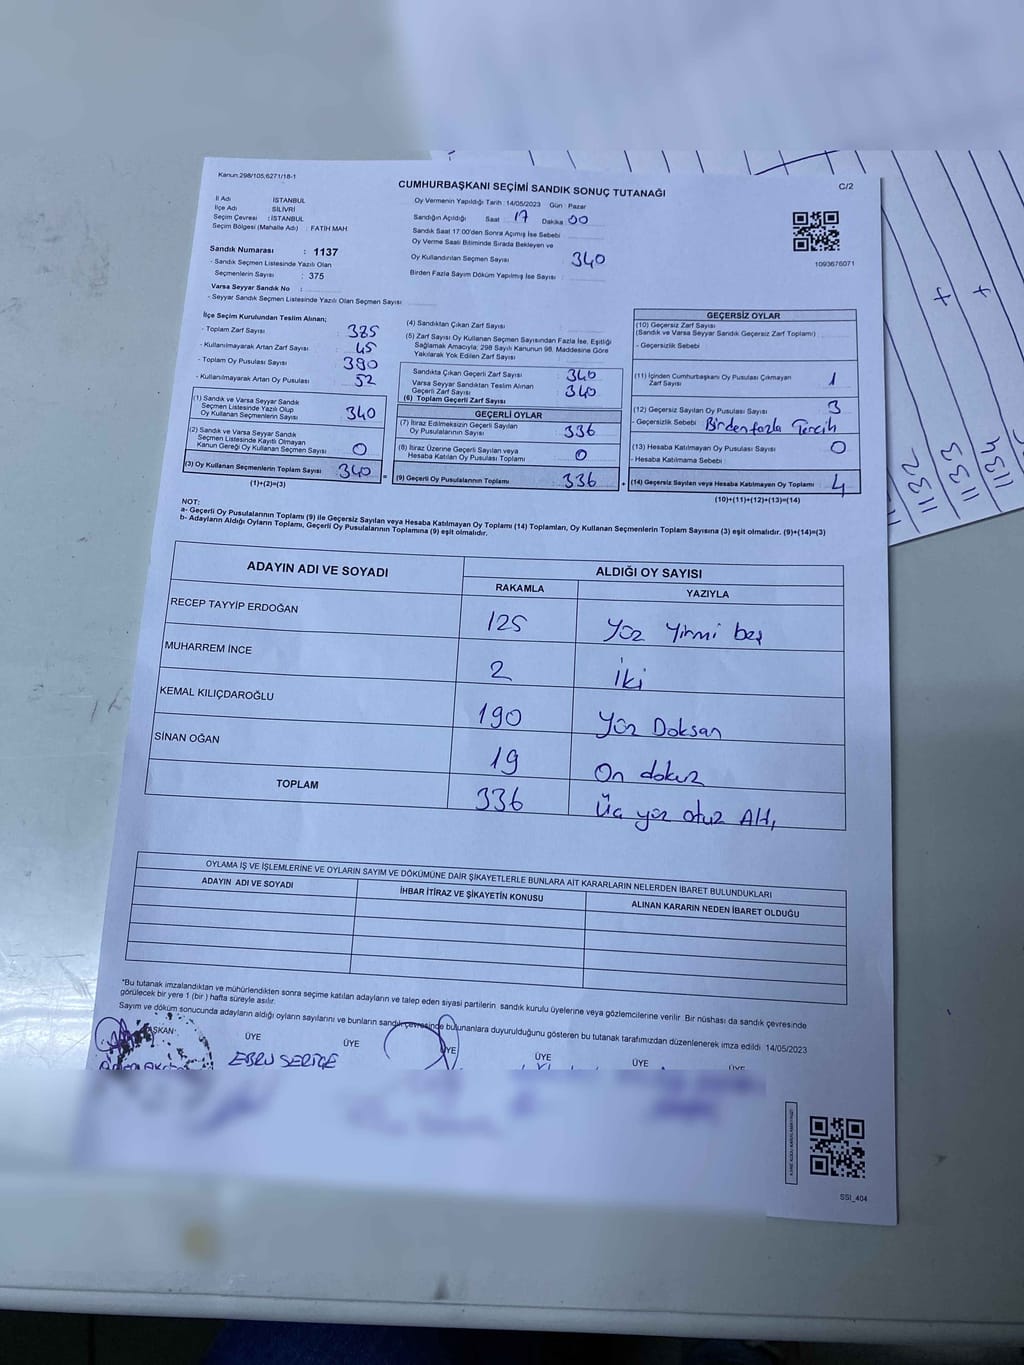 Kanun:298/105,6271/18-1
CUMHURBAŞKANI SEÇİMİ SANDIK SONUÇ TUTANAĞI
C/2
İl Adı İSTANBUL
İlçe Adı SİLİVRİ
Seçim Çevresi : İSTANBUL
Seçim Bölgesi (Mahalle Adı) : FATİH MAH.
Sandık Numarası : 1137
- Sandık Seçmen Listesinde Yazılı Olan
Seçmenlerin Sayısı : 375
Varsa Seyyar Sandık No :
- Seyyar Sandık Seçmen Listesinde Yazılı Olan Seçmen Sayısı :
Oy Vermenin Yapıldığı Tarih : 14/05/2023 Gün : Pazar
Sandığın Açıldığı Saat 17 Dakika 00
Sandık Saat 17:00'den Sonra Açılmış İse Sebebi
Oy Verme Saati Bitiminde Sırada Bekleyen ve
Oy Kullandırılan Seçmen Sayısı 340
Birden Fazla Sayım Döküm Yapılmış İse Sayısı :
1093676071
İlçe Seçim Kurulundan Teslim Alınan;
- Toplam Zarf Sayısı : 385
- Kullanılmayarak Artan Zarf Sayısı : 45
- Toplam Oy Pusulası Sayısı : 390
- Kullanılmayarak Artan Oy Pusulası : 52
(1) Sandık ve Varsa Seyyar Sandık
Seçmen Listesinde Yazılı Olup
Oy Kullanan Seçmenlerin Sayısı : 340
(2) Sandık ve Varsa Seyyar Sandık
Seçmen Listesinde Kayıtlı Olmayan
Kanun Gereği Oy Kullanan Seçmen Sayısı : 0
(3) Oy Kullanan Seçmenlerin Toplam Sayısı : 340
(1)+(2)=(3)
(4) Sandıktan Çıkan Zarf Sayısı :
(5) Zarf Sayısı Oy Kullanan Seçmen Sayısından Fazla İse, Eşitliği
Sağlamak Amacıyla; 298 Sayılı Kanunun 98. Maddesine Göre
Yakılarak Yok Edilen Zarf Sayısı :
Sandıkta Çıkan Geçerli Zarf Sayısı : 340
Varsa Seyyar Sandıktan Teslim Alınan
Geçerli Zarf Sayısı : 340
(6) Toplam Geçerli Zarf Sayısı :
GEÇERLİ OYLAR
(7) İtiraz Edilmeksizin Geçerli Sayılan
Oy Pusulalarının Sayısı : 336
(8) İtiraz Üzerine Geçerli Sayılan veya
Hesaba Katılan Oy Pusulası Toplamı : 0
(9) Geçerli Oy Pusulalarının Toplamı : 336
GEÇERSİZ OYLAR
(10) Geçersiz Zarf Sayısı
(Sandık ve Varsa Seyyar Sandık Geçersiz Zarf Toplamı) :
- Geçersizlik Sebebi :
(11) İçinden Cumhurbaşkanı Oy Pusulası Çıkmayan
Zarf Sayısı : 1
(12) Geçersiz Sayılan Oy Pusulası Sayısı : 3
- Geçersizlik Sebebi : Birden fazla Tercih
(13) Hesaba Katılmayan Oy Pusulası Sayısı : 0
- Hesaba Katılmama Sebebi :
(14) Geçersiz Sayılan veya Hesaba Katılmayan Oy Toplamı : 4
(10)+(11)+(12)+(13)=(14)
NOT:
a- Geçerli Oy Pusulalarının Toplamı (9) ile Geçersiz Sayılan veya Hesaba Katılmayan Oy Toplamı (14) Toplamları, Oy Kullanan Seçmenlerin Toplam Sayısına (3) eşit olmalıdır. (9)+(14)=(3)
b- Adayların Aldığı Oyların Toplamı, Geçerli Oy Pusulalarının Toplamına (9) eşit olmalıdır.
ADAYIN ADI VE SOYADI ALDIĞI OY SAYISI
RAKAMLA YAZIYLA
RECEP TAYYİP ERDOĞAN 125 Yüz Yirmi beş
MUHARREM İNCE 2 İki
KEMAL KILIÇDAROĞLU 190 Yüz Doksan
SİNAN OĞAN 19 On dokuz
TOPLAM 336 Üç yüz otuz Altı
OYLAMA İŞ VE İŞLEMLERİNE VE OYLARIN SAYIM VE DÖKÜMÜNE DAİR ŞİKAYETLERLE BUNLARA AİT KARARLARIN NELERDEN İBARET BULUNDUKLARI
ADAYIN ADI VE SOYADI İHBAR İTİRAZ VE ŞİKAYETİN KONUSU ALINAN KARARIN NEDEN İBARET OLDUĞU
*Bu tutanak imzalandıktan ve mühürlendikten sonra seçime katılan adayların ve talep eden siyasi partilerin sandık kurulu üyelerine veya gözlemcilerine verilir. Bir nüshası da sandık çevresinde
görülecek bir yere 1 (bir) hafta süreyle asılır.
Sayım ve döküm sonucunda adayların aldığı oyların sayılarını ve bunların sandık çevresinde bulunanlara duyurulduğunu gösteren bu tutanak tarafımızdan düzenlenerek imza edildi. 14/05/2023
BAŞKAN ÜYE ÜYE ÜYE ÜYE ÜYE ÜYE
EBRU
SSI_404
1132
1133
1134